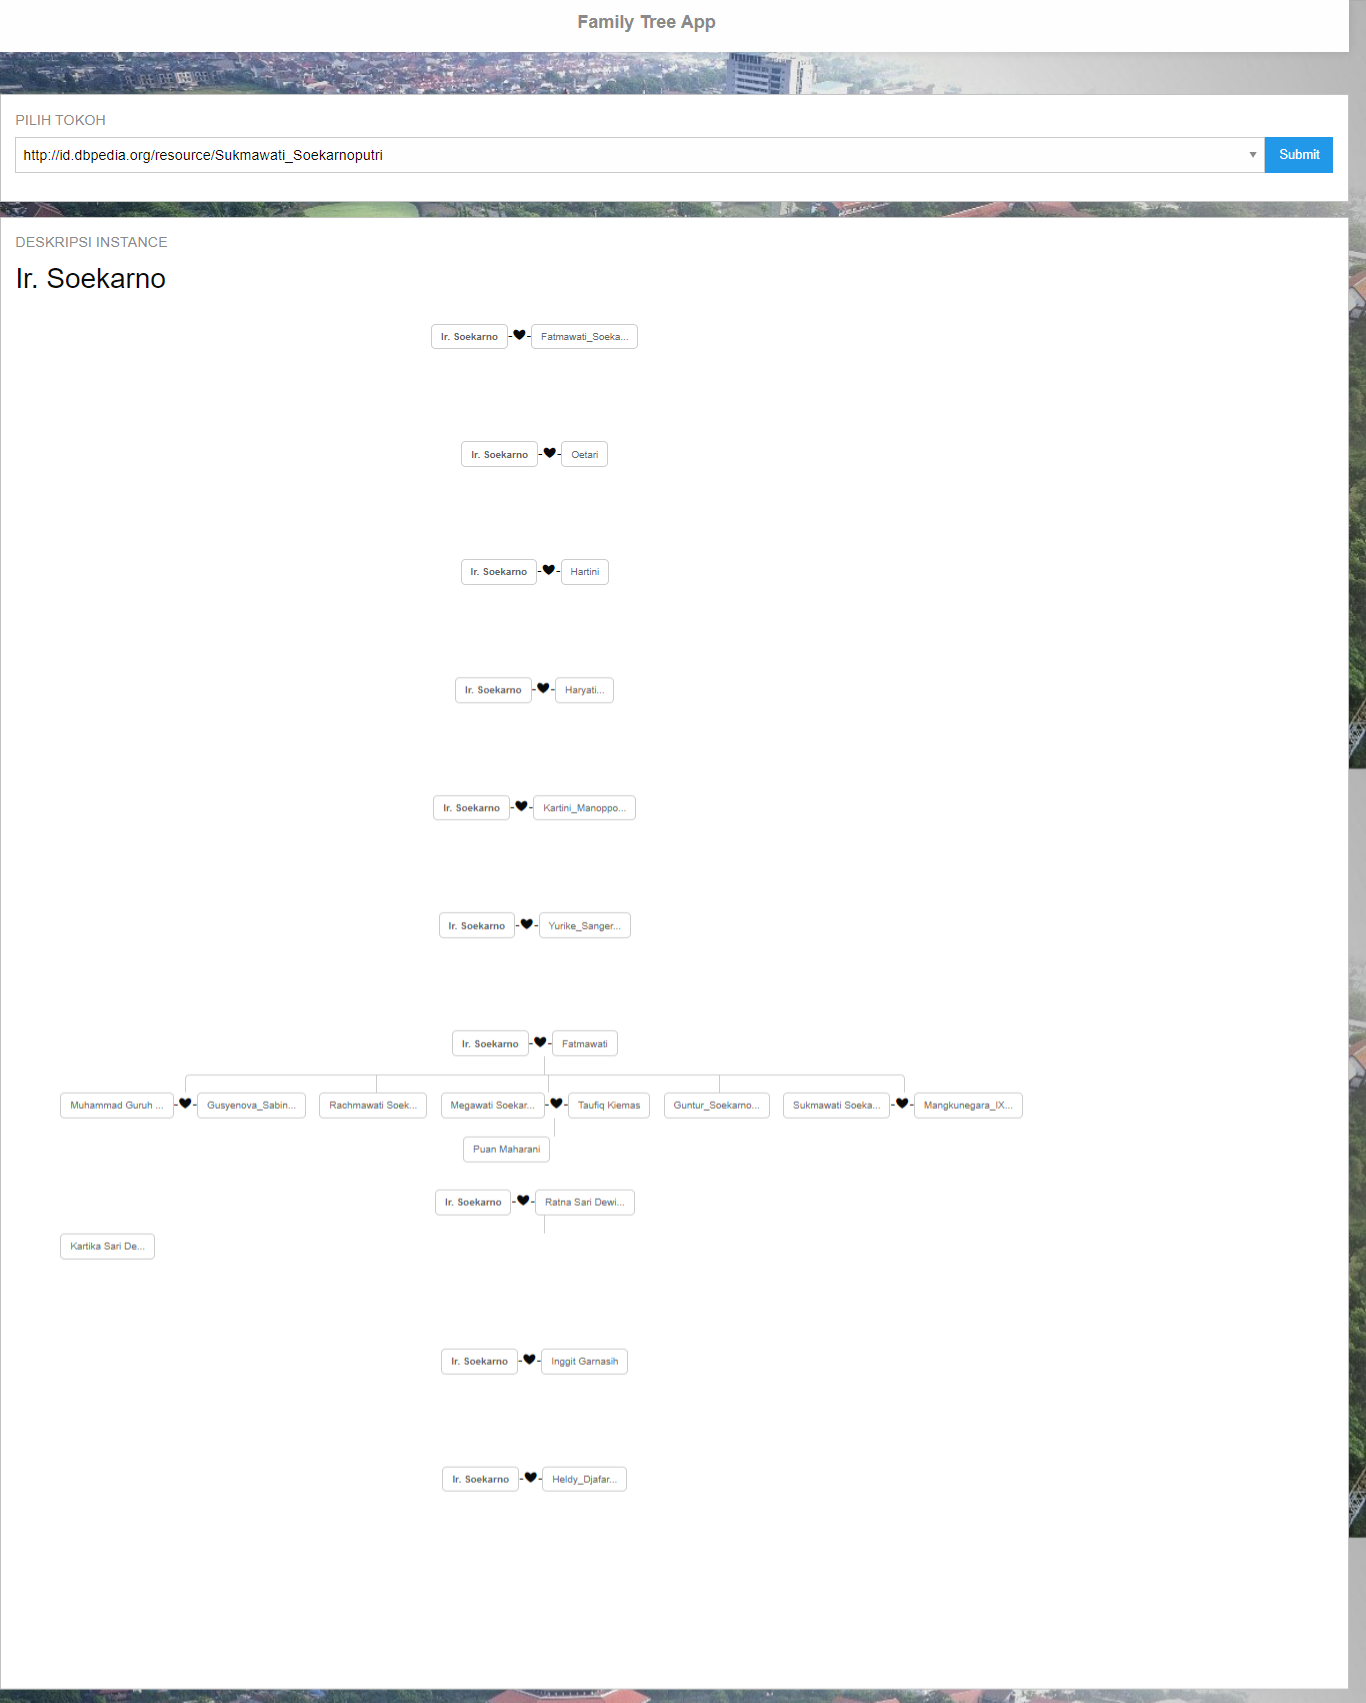 Family Tree App
PILIH TOKOH
http://id.dbpedia.org/resource/Sukmawati_Soekarnoputri
Submit
DESKRIPSI INSTANCE
Ir. Soekarno
Ir. Soekarno Fatmawati_Soeka...
Ir. Soekarno Oetari
Ir. Soekarno Hartini
Ir. Soekarno Haryati...
Ir. Soekarno Kartini_Manoppo...
Ir. Soekarno Yurike_Sanger...
Ir. Soekarno Fatmawati
Muhammad Guruh ... Gusyenova_Sabin... Rachmawati Soek... Megawati Soekar... Taufiq Kiemas Guntur_Soekarno... Sukmawati Soeka... Mangkunegara_IX...
Puan Maharani
Ir. Soekarno Ratna Sari Dewi...
Kartika Sari De...
Ir. Soekarno Inggit Garnasih
Ir. Soekarno Heldy_Djafar...